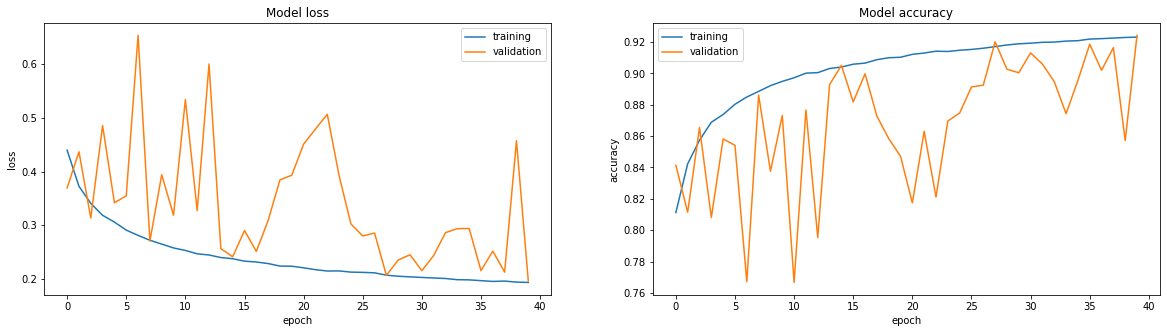 Model loss
training
validation
loss
0.6
0.5
0.4
0.3
0.2
0 5 10 15 20 25 30 35 40
epoch
Model accuracy
training
validation
accuracy
0.92
0.90
0.88
0.86
0.84
0.82
0.80
0.78
0.76
0 5 10 15 20 25 30 35 40
epoch